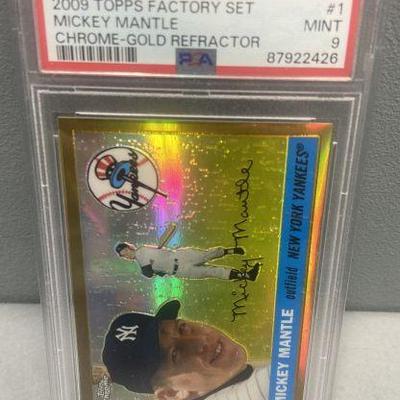 2009 TOPPS FACTORY SET #1
MICKEY MANTLE MINT
CHROME-GOLD REFRACTOR 9
PSA 87922426
Yankees
Mickey Mantle
MICKEY MANTLE
outfield NEW YORK YANKEES®
NY